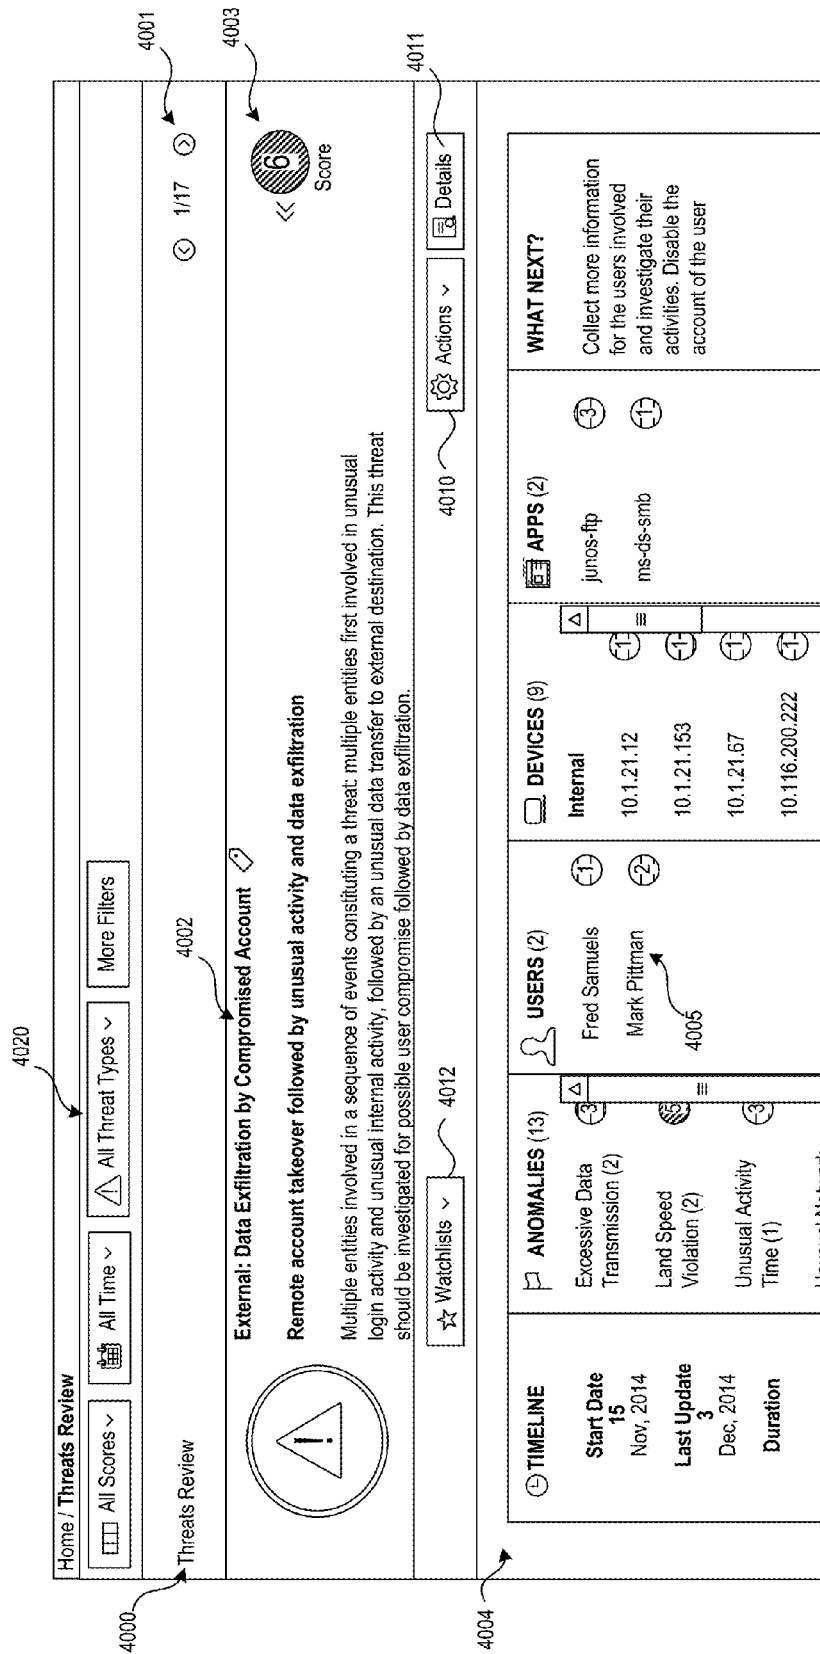 4020
4001
Home / Threats Review
All Scores
All Time
All Threat Types
More Filters
4000
Threats Review
1/17
4002
4003
External: Data Exfiltration by Compromised Account
6
Score
Remote account takeover followed by unusual activity and data exfiltration
Multiple entities involved in a sequence of events constituting a threat: multiple entities first involved in unusual
login activity and unusual internal activity, followed by an unusual data transfer to external destination. This threat
should be investigated for possible user compromise followed by data exfiltration.
4012
4010
4011
Watchlists
Actions
Details
4004
TIMELINE
Start Date
15
Nov, 2014
Last Update
3
Dec, 2014
Duration
ANOMALIES (13)
Excessive Data
Transmission (2)
3
Land Speed
Violation (2)
5
Unusual Activity
Time (1)
3
USERS (2)
Fred Samuels
1
Mark Pittman
2
4005
DEVICES (9)
Internal
10.1.21.12
1
10.1.21.153
1
10.1.21.67
1
10.116.200.222
1
APPS (2)
junos-ftp
3
ms-ds-smb
1
WHAT NEXT?
Collect more information
for the users involved
and investigate their
activities. Disable the
account of the user